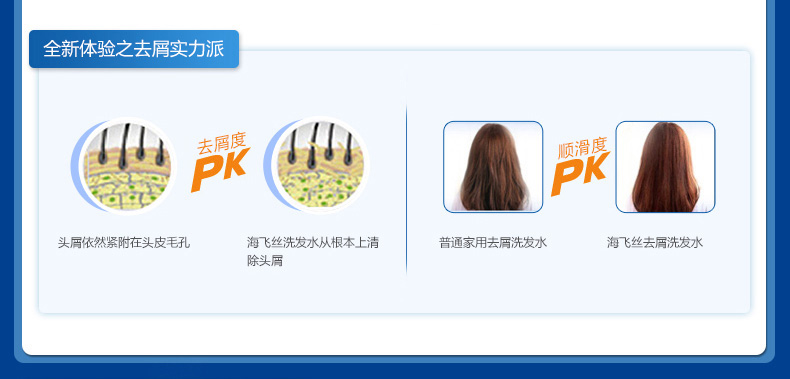 全新体验之去屑实力派
去屑度
PK
头屑依然紧附在头皮毛孔
海飞丝洗发水从根本上清
除头屑
顺滑度
PK
普通家用去屑洗发水
海飞丝去屑洗发水